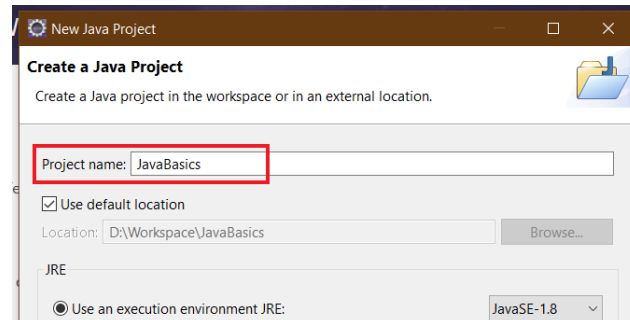 New Java Project
Create a Java Project
Create a Java project in the workspace or in an external location.
Project name: JavaBasics
Use default location
Location: D:\Workspace\JavaBasics Browse...
JRE
Use an execution environment JRE: JavaSE-1.8